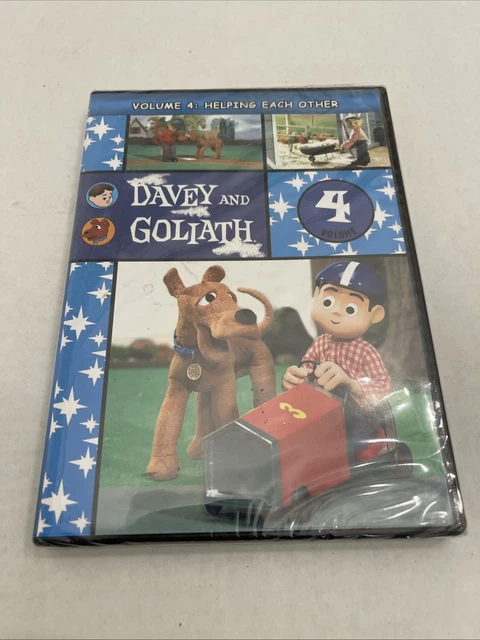 VOLUME 4: HELPING EACH OTHER
DAVEY AND
GOLIATH
4
VOLUME
3